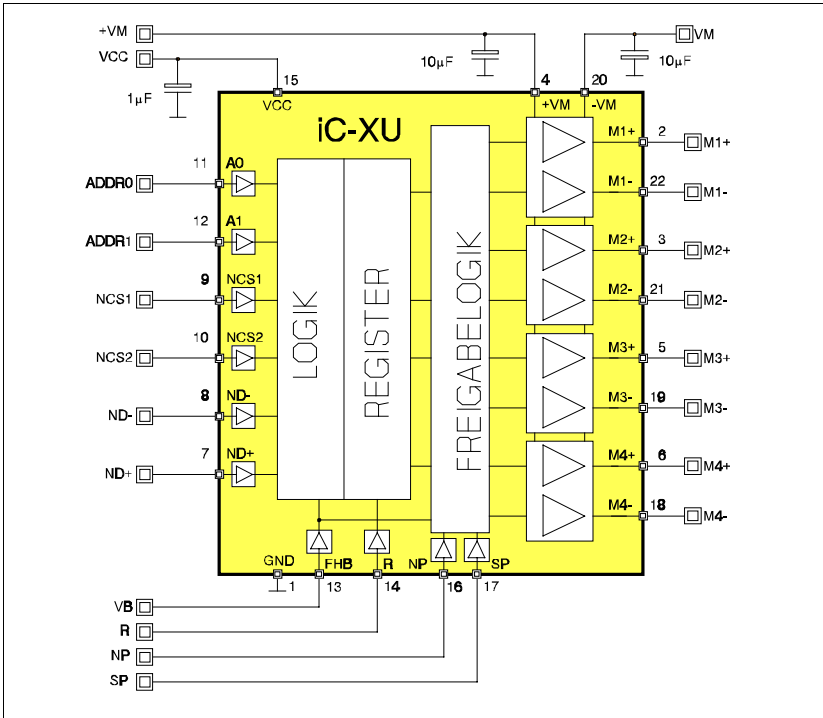 +VM
VM
VCC
10µF
10µF
1µF
15
4
20
VCC
+VM
-VM
iC-XU
M1+
2
M1+
11
A0
ADDR0
M1-
22
M1-
12
A1
ADDR1
M2+
3
M2+
9
NCS1
NCS1
M2-
21
M2-
10
NCS2
NCS2
M3+
5
M3+
8
ND-
ND-
M3-
19
M3-
7
ND+
ND+
M4+
6
M4+
M4-
18
M4-
LOGIK
REGISTER
FREIGABELOGIK
GND
FHB
R
NP
SP
1
13
14
16
17
VB
R
NP
SP